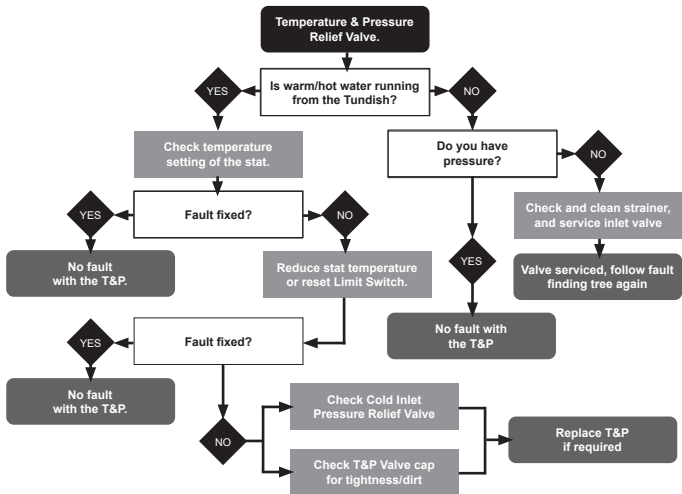 Temperature & Pressure
Relief Valve.
Is warm/hot water running
from the Tundish?
YES
NO
Check temperature
setting of the stat.
Do you have
pressure?
NO
YES
Fault fixed?
NO
Check and clean strainer,
and service inlet valve
No fault
with the T&P.
Reduce stat temperature
or reset Limit Switch.
YES
Valve serviced, follow fault
finding tree again
YES
Fault fixed?
No fault with
the T&P
No fault
with the T&P.
NO
Check Cold Inlet
Pressure Relief Valve
Check T&P Valve cap
for tightness/dirt
Replace T&P
if required